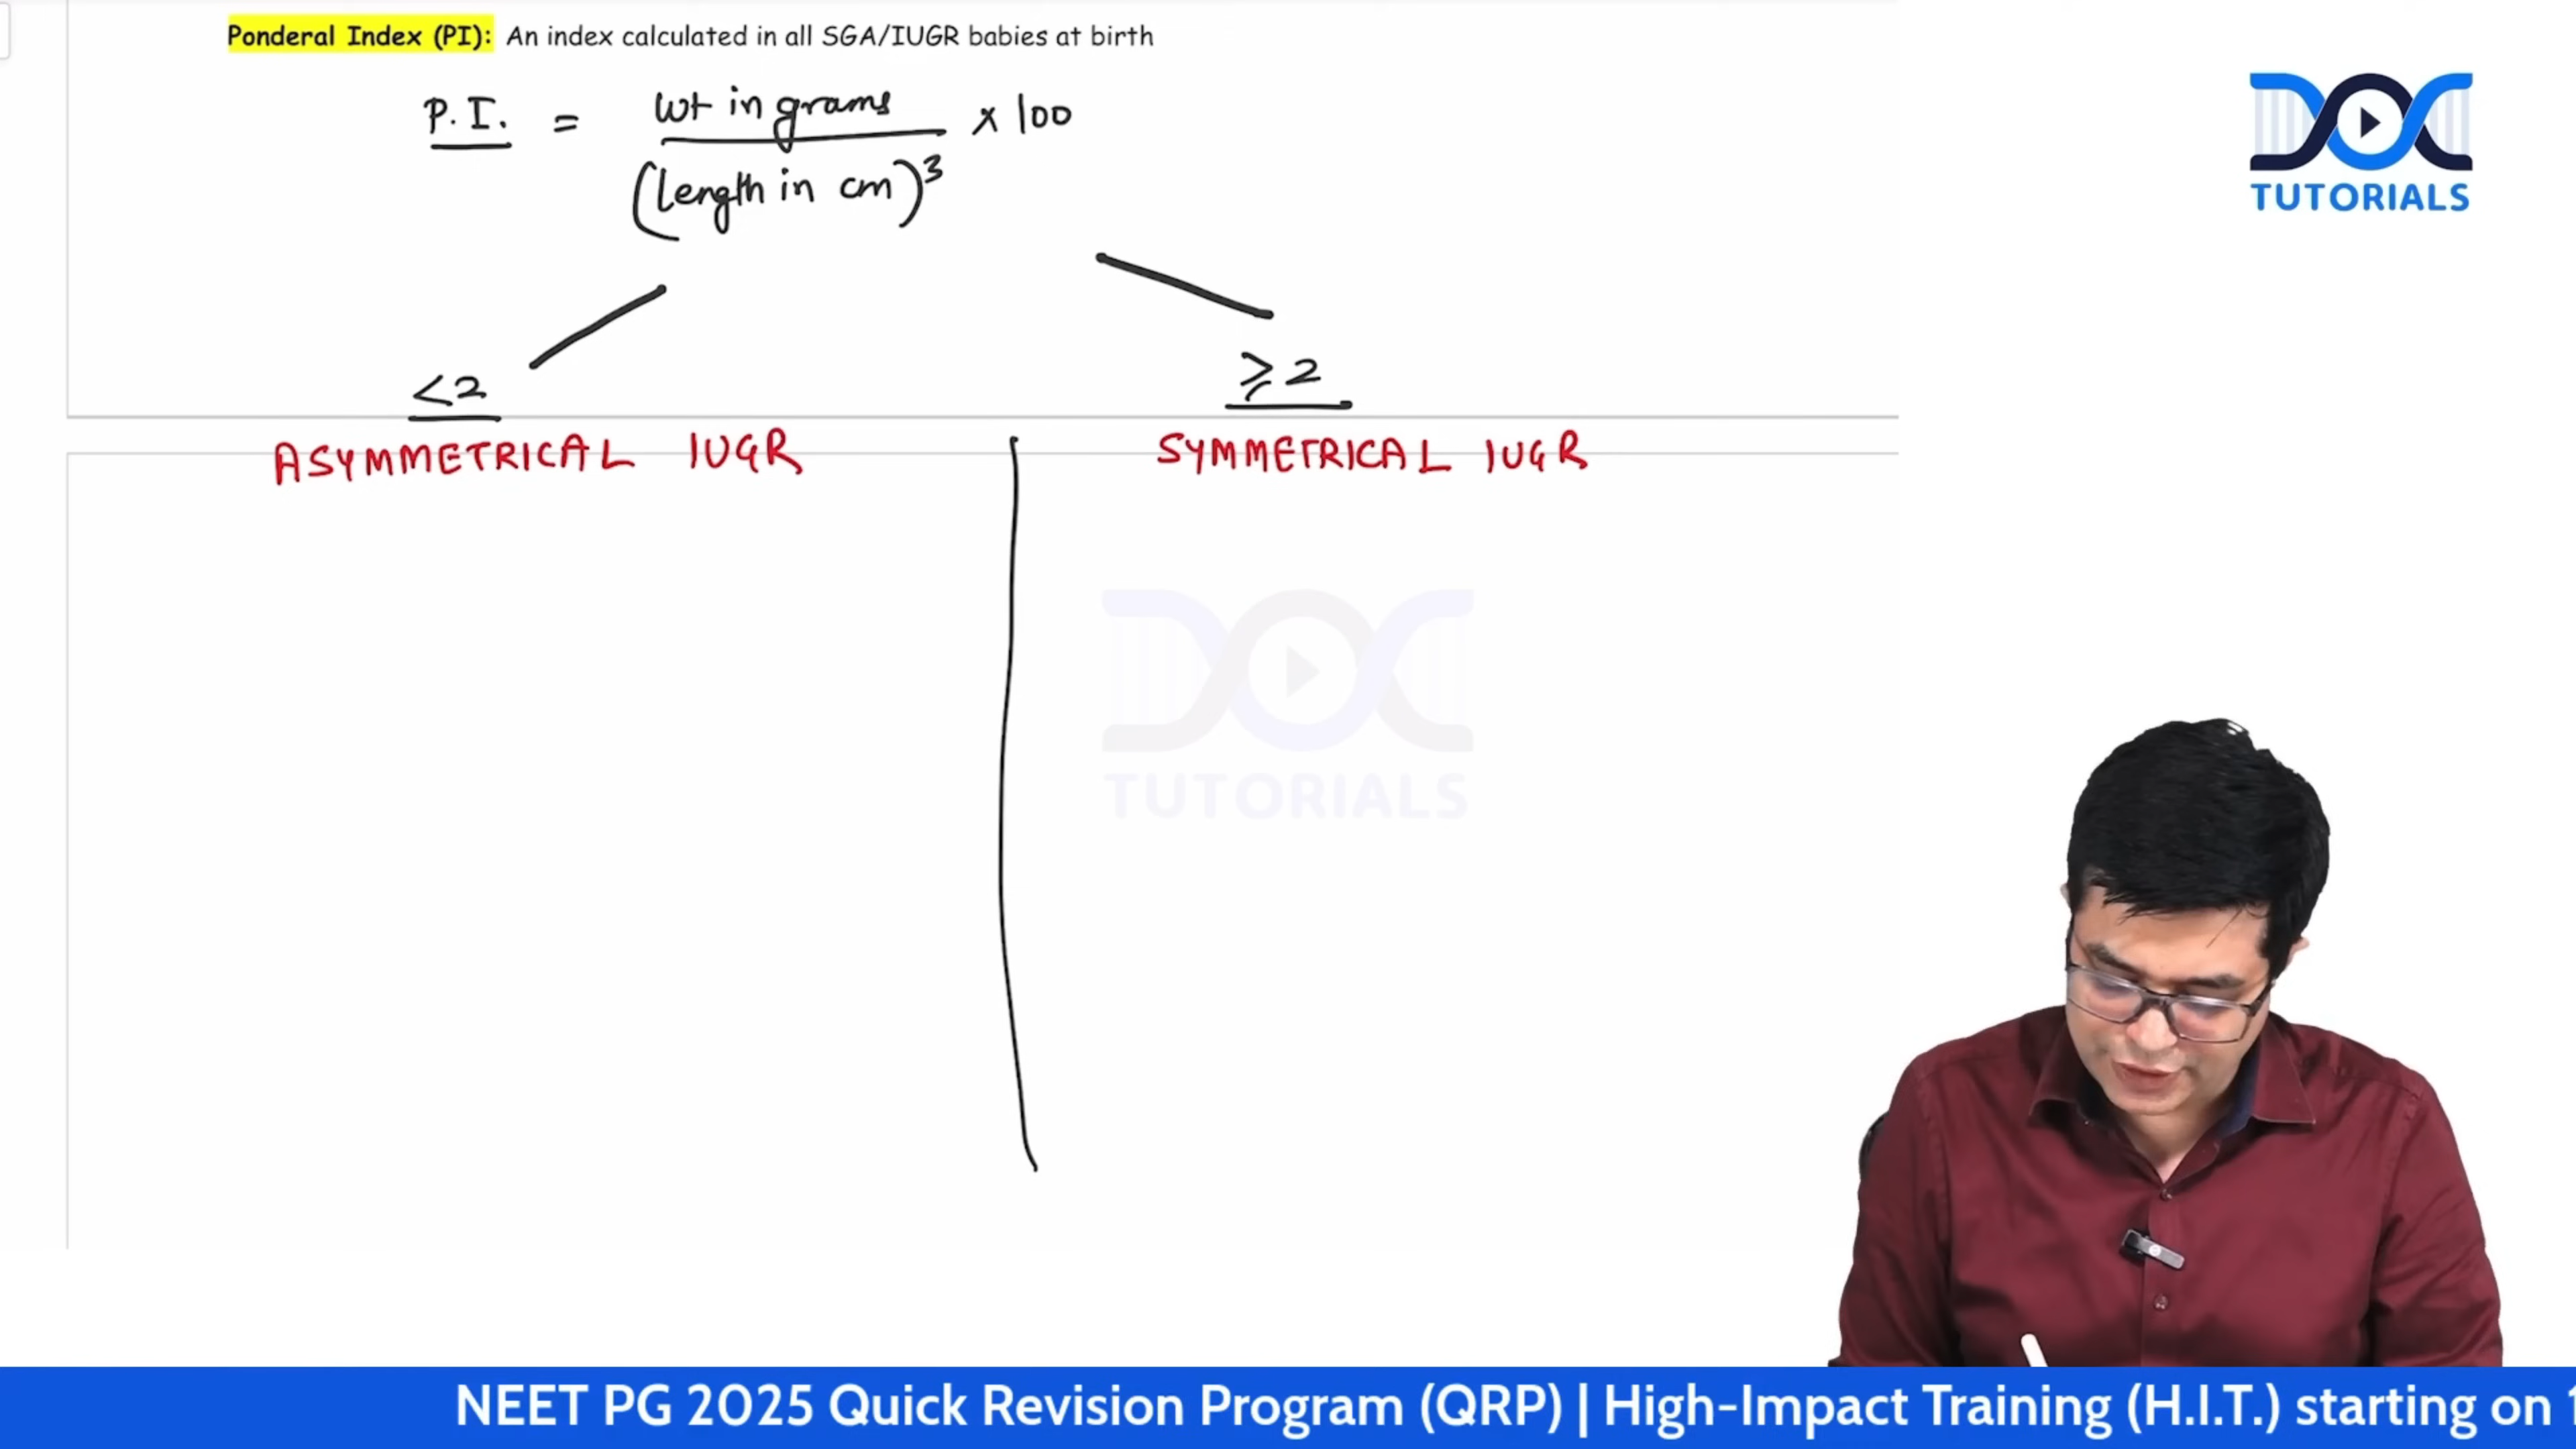 Ponderal Index (PI): An index calculated in all SGA/IUGR babies at birth
P.I. = wt in grams × 100
(length in cm)³
<2
≥2
ASYMMETRICAL IUGR
SYMMETRICAL IUGR
DOC
TUTORIALS
DOC
TUTORIALS
NEET PG 2025 Quick Revision Program (QRP) | High-Impact Training (H.I.T.) starting on